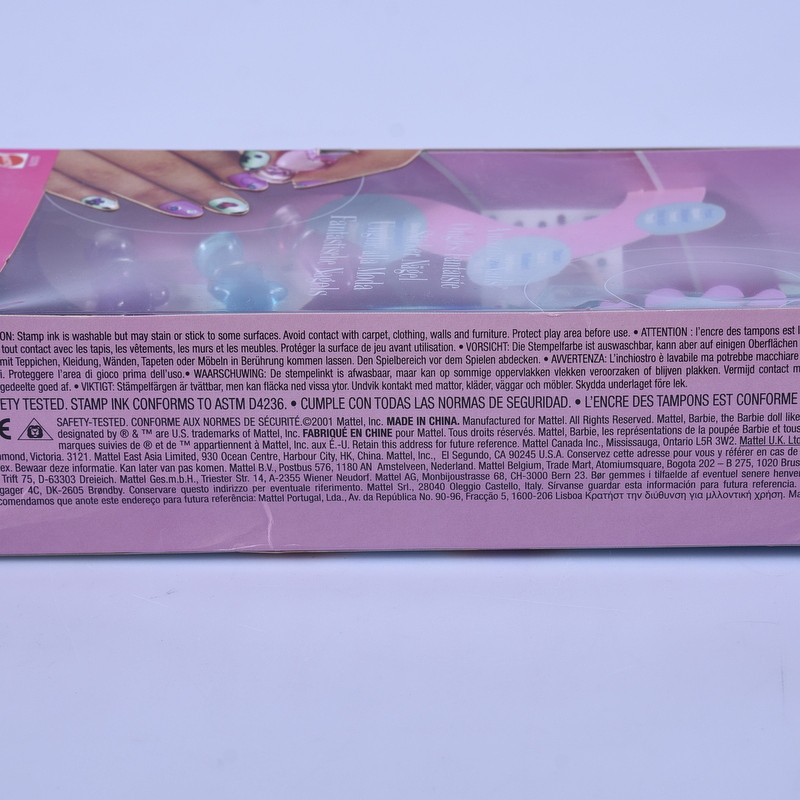 Fantastische Nagels
Nagel
ON: Stamp ink is washable but may stain or stick to some surfaces. Avoid contact with carpet, clothing, walls and furniture. Protect play area before use. • ATTENTION : l'encre des tampons est l
tout contact avec les tapis, les vêtements, les murs et les meubles. Protéger la surface de jeu avant utilisation. • VORSICHT: Die Stempelfarbe ist auswaschbar, kann aber auf einigen Oberflächen
mit Teppichen, Kleidung, Wänden, Tapeten oder Möbeln in Berührung kommen lassen. Den Spielbereich vor dem Spielen abdecken. • AVVERTENZA: L'inchiostro è lavabile ma potrebbe macchiare
i. Proteggere l'area di gioco prima dell'uso.• WAARSCHUWING: De stempelinkt is afwasbaar, maar kan op sommige oppervlakken vlekken veroorzaken of blijven plakken. Vermijd contact m
gedeelte goed af. • VIKTIGT: Stämpelfärgen är tvättbar, men kan fläcka ned vissa ytor. Undvik kontakt med mattor, kläder, väggar och möbler. Skydda underlaget före lek.
ETY TESTED. STAMP INK CONFORMS TO ASTM D4236. • CUMPLE CON TODAS LAS NORMAS DE SEGURIDAD. • L'ENCRE DES TAMPONS EST CONFORME
CE SAFETY-TESTED. CONFORME AUX NORMES DE SÉCURITÉ.©2001 Mattel, Inc. MADE IN CHINA. Manufactured for Mattel. All Rights Reserved. Mattel, Barbie, the Barbie doll like
designated by ® & ™ are U.S. trademarks of Mattel, Inc. FABRIQUÉ EN CHINE pour Mattel. Tous droits réservés. Mattel, Barbie, les représentations de la poupée Barbie et tous
marques suivies de ® et de ™ appartiennent à Mattel, Inc. aux É.-U. Retain this address for future reference: Mattel Canada Inc., Mississauga, Ontario L5R 3W2. Mattel U.K. Lt
mond, Victoria. 3121. Mattel East Asia Limited, 930 Ocean Centre, Harbour City, HK, China. Mattel, Inc., El Segundo, CA 90245 U.S.A. Conservez cette adresse pour vous y référer en cas de
ex. Bewaar deze informatie. Kan later van pas komen. Mattel B.V., Postbus 576, 1180 AN Amstelveen, Nederland. Mattel Belgium, Trade Mart, Atomiumsquare, Bogota 202 – B 275, 1020 Brus
Trift 75, D-63303 Dreieich. Mattel Ges.m.b.H., Triester Str. 14, A-2355 Wiener Neudorf. Mattel AG, Monbijoustrasse 68, CH-3000 Bern 23. Bør gemmes i tilfælde af eventuel senere henven
gager 4C, DK-2605 Brøndby. Conservare questo indirizzo per eventuale riferimento. Mattel Srl., 28040 Oleggio Castello, Italy. Sírvanse guardar esta información para futura referencia.
comendamos que anote este endereço para futura referência: Mattel Portugal, Lda., Av. da República No. 90-96, Fracção 5, 1600-206 Lisboa Κρατήστ την διύθυνση για μλλοντική χρήση. Ma